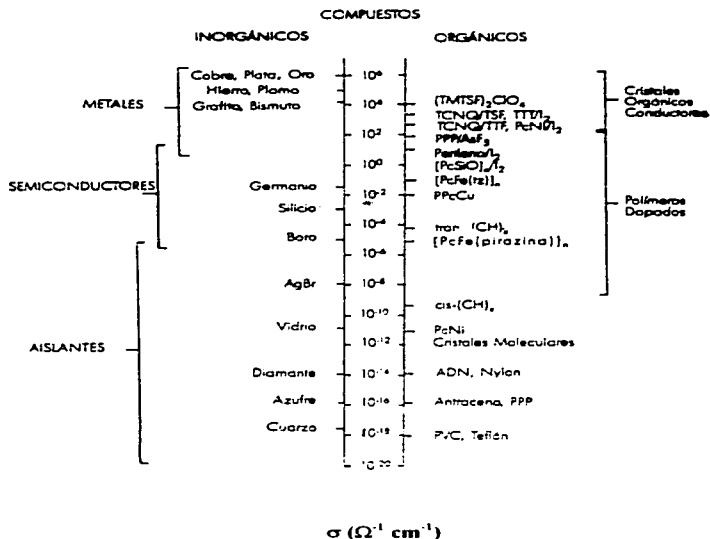 COMPUESTOS
INORGÁNICOS
ORGÁNICOS
METALES
SEMICONDUCTORES
AISLANTES
Cobre, Plata, Oro
Hierro, Plomo
Grafito, Bismuto
Germanio
Silicio
Boro
AgBr
Vidrio
Diamante
Azufre
Cuarzo
10⁶
10⁴
10²
10⁰
10⁻²
10⁻⁴
10⁻⁶
10⁻⁸
10⁻¹⁰
10⁻¹²
10⁻¹⁴
10⁻¹⁶
10⁻¹⁸
10⁻²⁰
(TMTSF)₂ClO₄
TCNQ/TSF, TTT/I₂
TCNQ/TTF, PcNi/I₂
PPP/AsF₅
Perileno/I₂
[PcSiO]ₙ/I₂
[PcFe(tz)]ₙ
PPcCu
tran-(CH)ₙ
[PcFe(pirazina)]ₙ
cis-(CH)ₙ
PcNi
Cristales Moleculares
ADN, Nylon
Antraceno, PPP
PVC, Teflón
Cristales
Orgánicos
Conductores
Polímeros
Dopados
σ (Ω⁻¹ cm⁻¹)